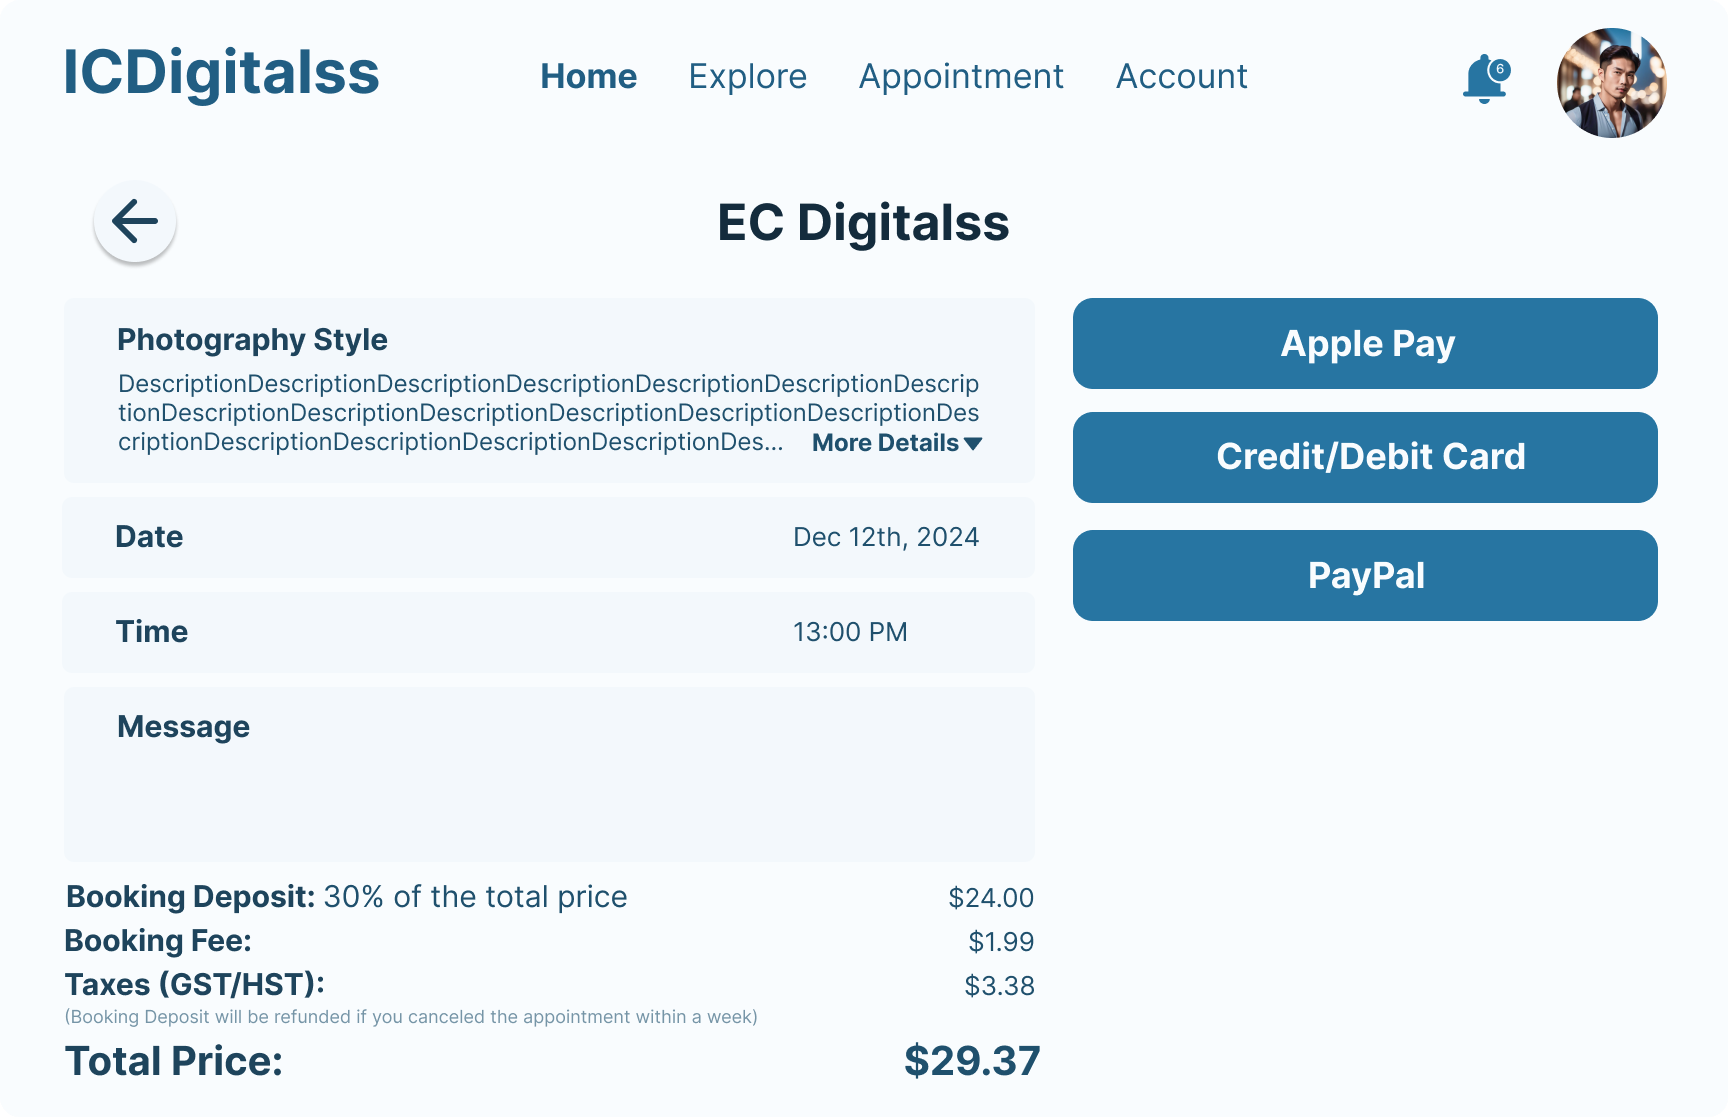 ICDigitalss
Home Explore Appointment Account
6
EC Digitalss
Photography Style
DescriptionDescriptionDescriptionDescriptionDescriptionDescriptionDescrip
tionDescriptionDescriptionDescriptionDescriptionDescriptionDescriptionDes
criptionDescriptionDescriptionDescriptionDescriptionDes... More Details
Date Dec 12th, 2024
Time 13:00 PM
Message
Booking Deposit: 30% of the total price $24.00
Booking Fee: $1.99
Taxes (GST/HST): $3.38
(Booking Deposit will be refunded if you canceled the appointment within a week)
Total Price: $29.37
Apple Pay
Credit/Debit Card
PayPal